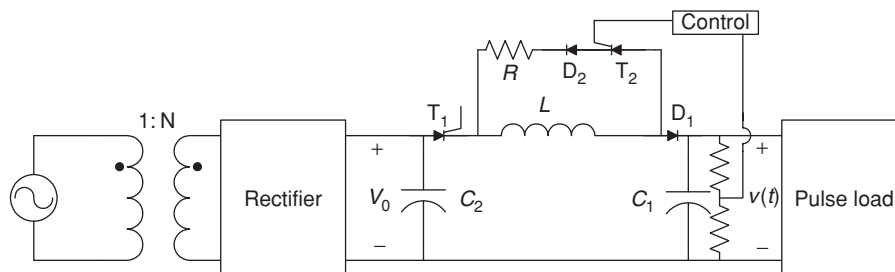 Control
R
D2
T2
T1
L
D1
1: N
+
+
Rectifier
V0
C2
C1
v(t)
Pulse load
−
−